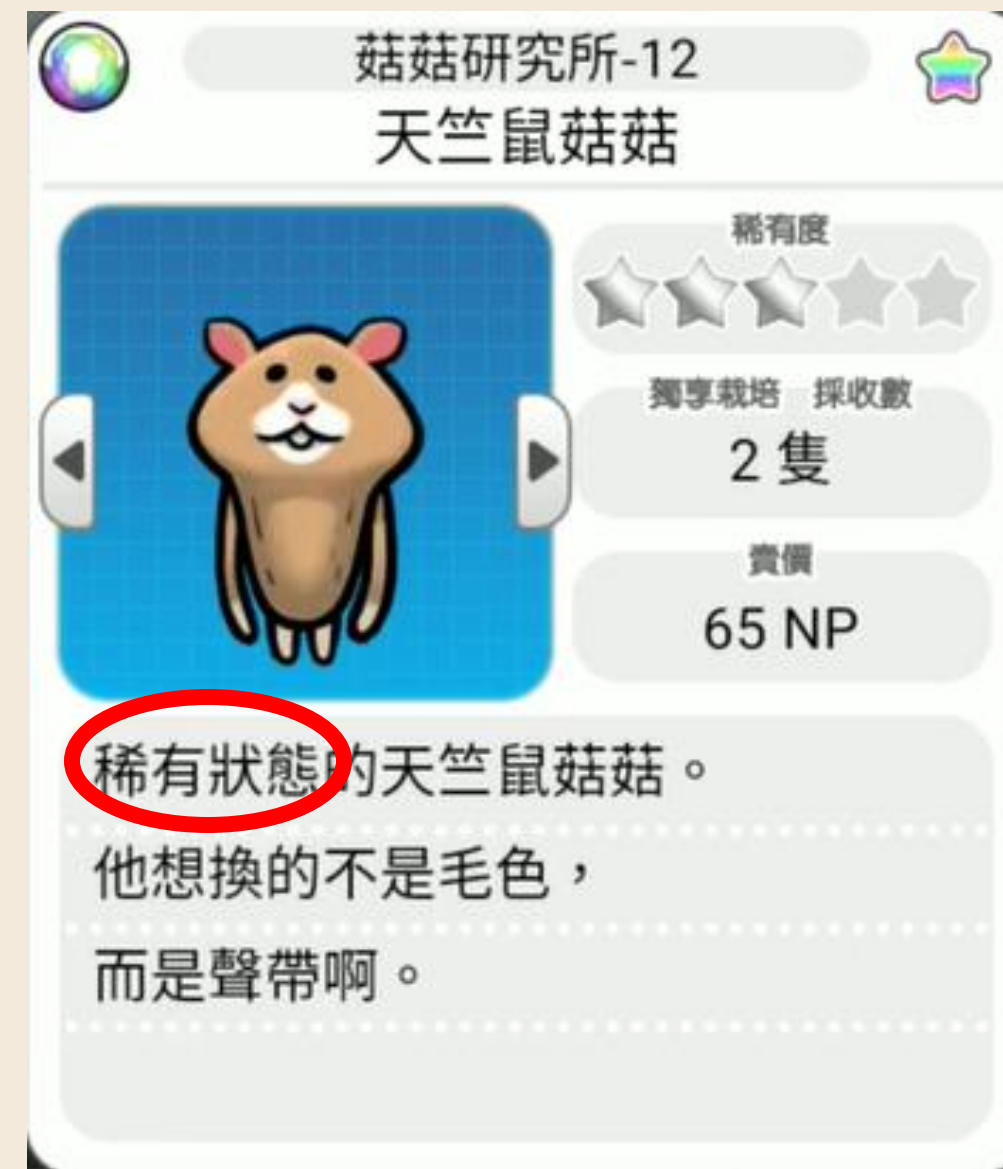 菇菇研究所-12
天竺鼠菇菇
稀有度
獨享栽培 採收數
2 隻
賣價
65 NP
稀有狀態的天竺鼠菇菇。
他想換的不是毛色，
而是聲帶啊。